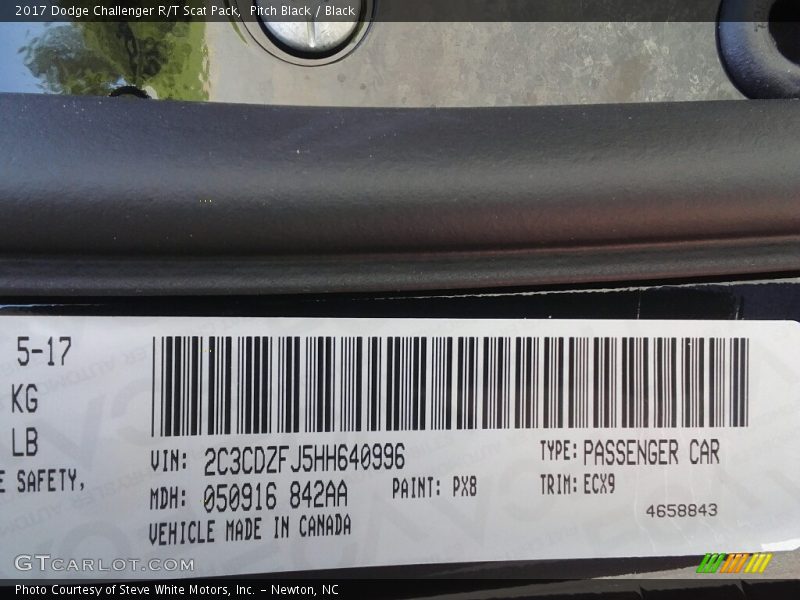 2017 Dodge Challenger R/T Scat Pack, Pitch Black / Black
5-17
KG
LB
E SAFETY,
VIN: 2C3CDZFJ5HH640996
TYPE: PASSENGER CAR
MDH: 050916 842AA
PAINT: PX8
TRIM: ECX9
VEHICLE MADE IN CANADA
4658843
GTCARLOT.COM
Photo Courtesy of Steve White Motors, Inc. – Newton, NC